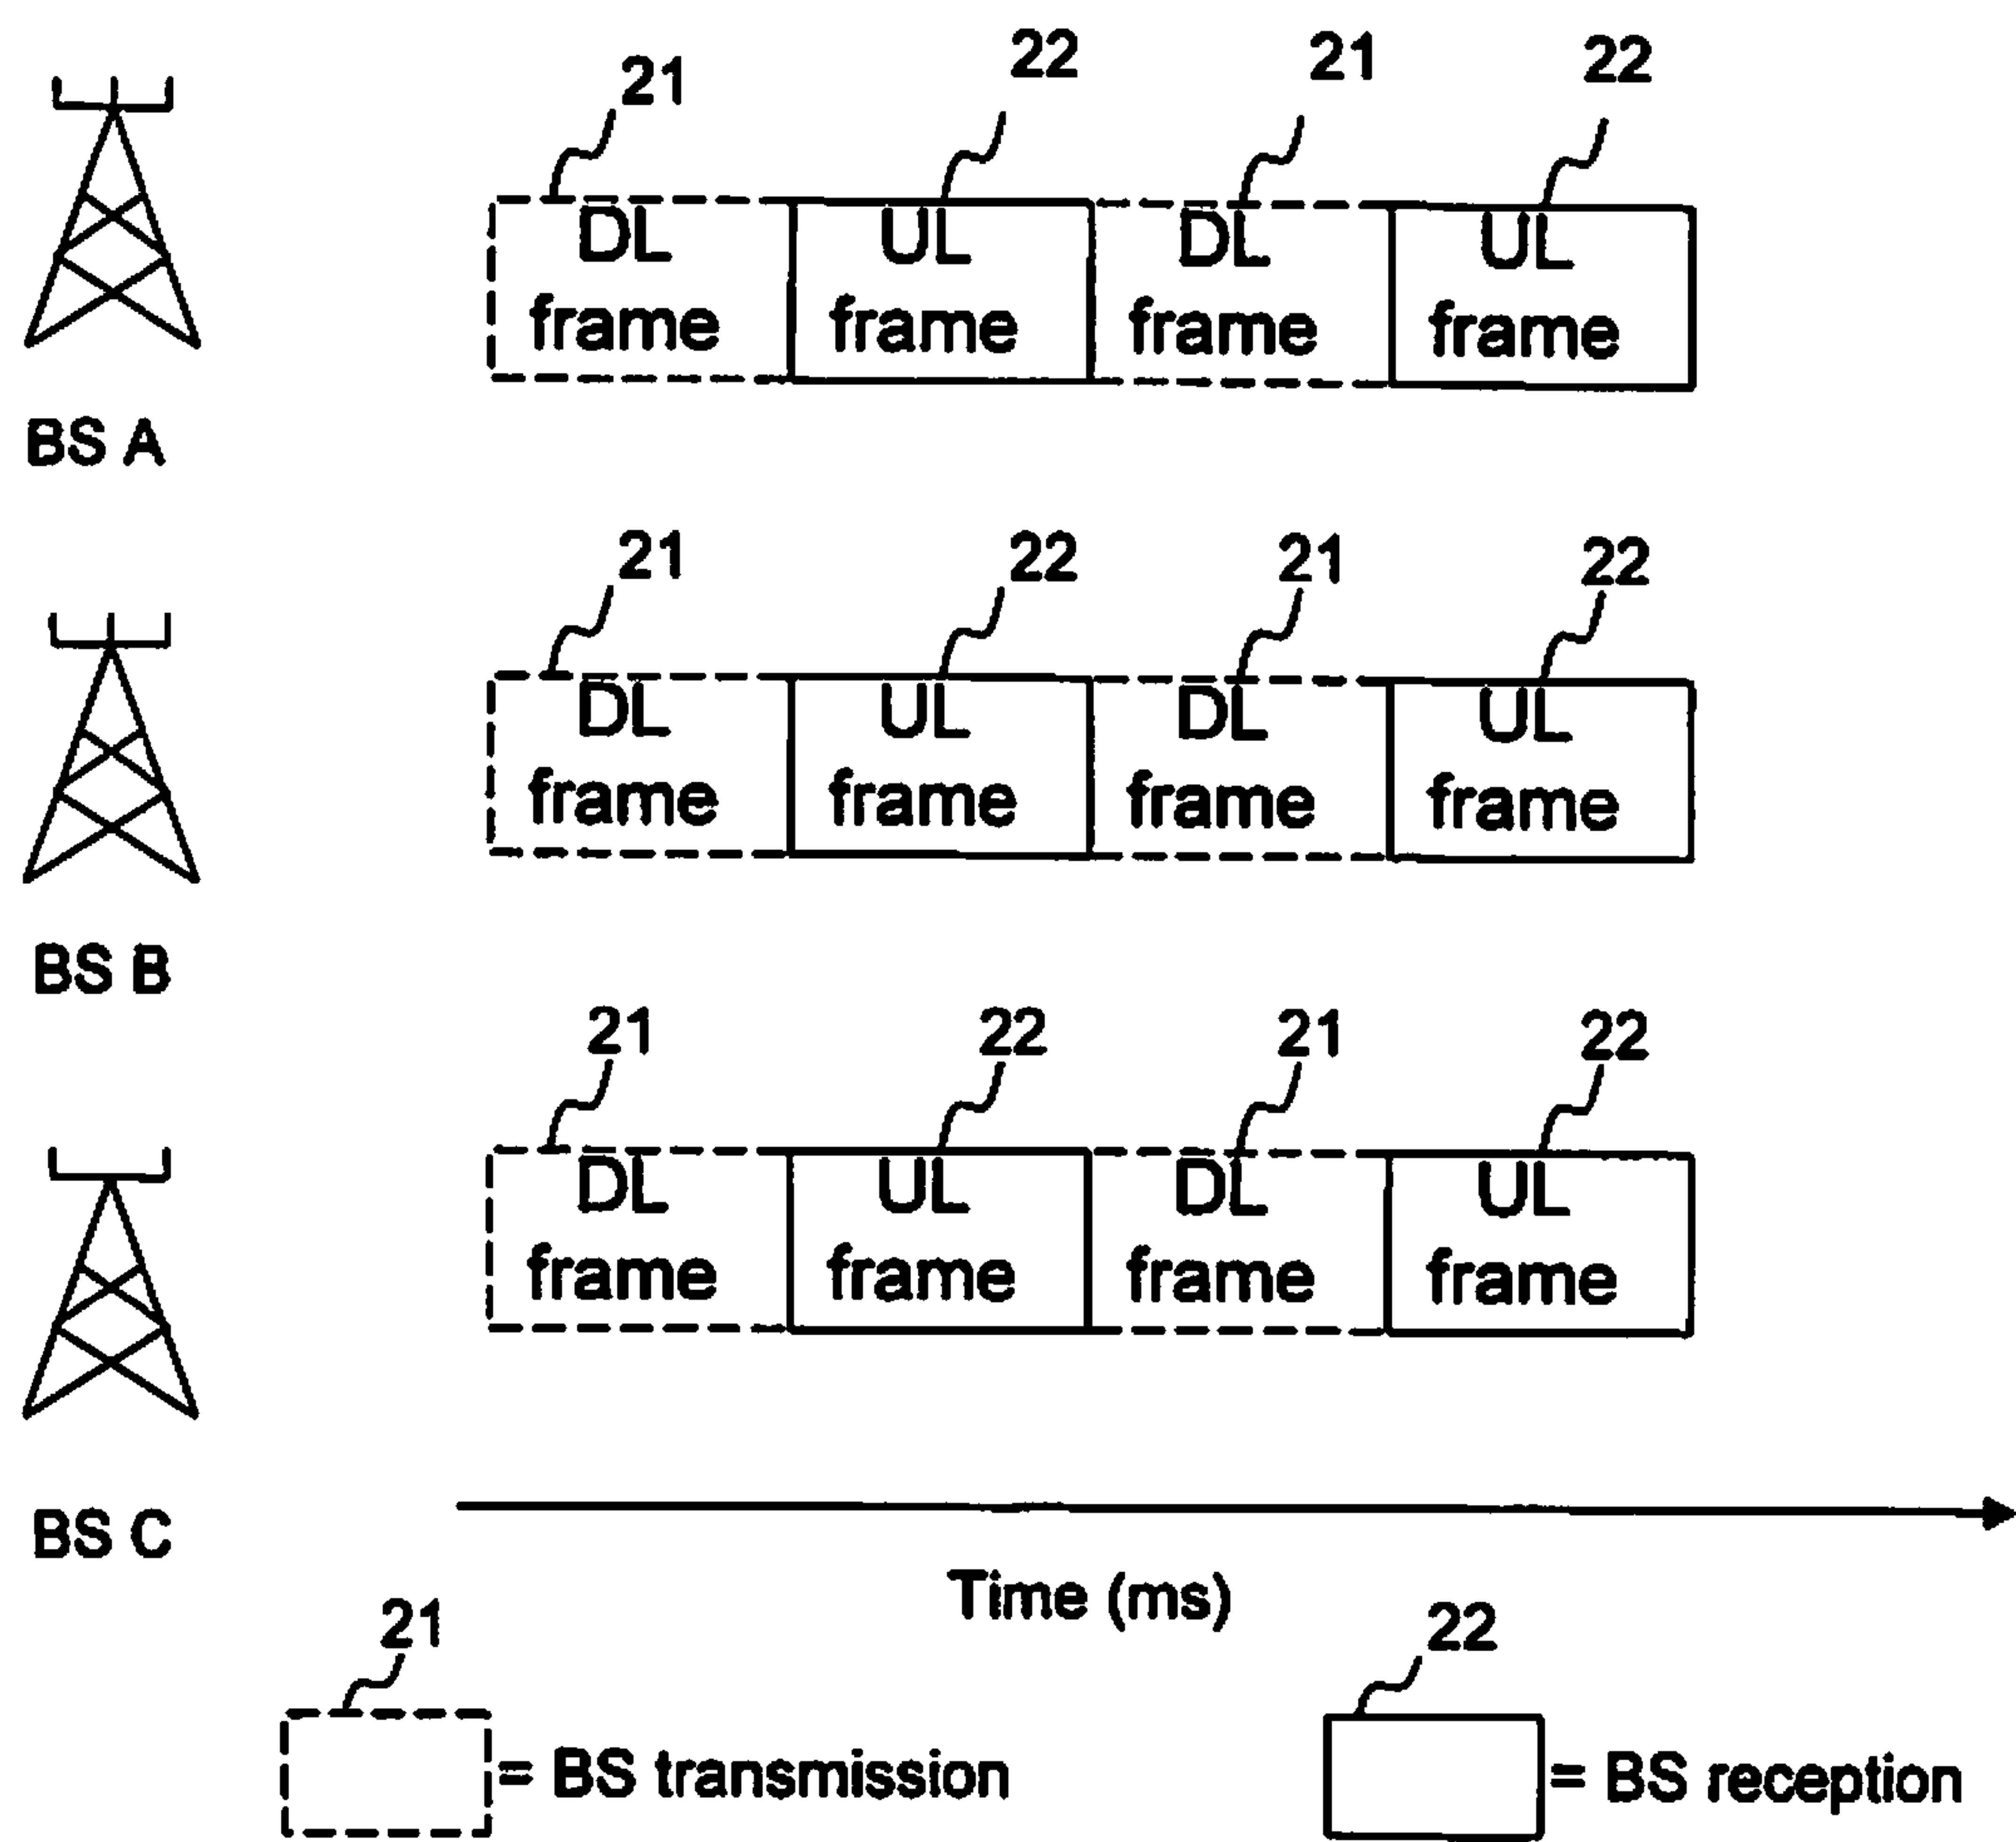 21 22 21 22
DL UL DL UL
frame frame frame frame
BS A
21 22 21 22
DL UL DL UL
frame frame frame frame
BS B
21 22 21 22
DL UL DL UL
frame frame frame frame
BS C
Time (ms)
21 22
= BS transmission = BS reception